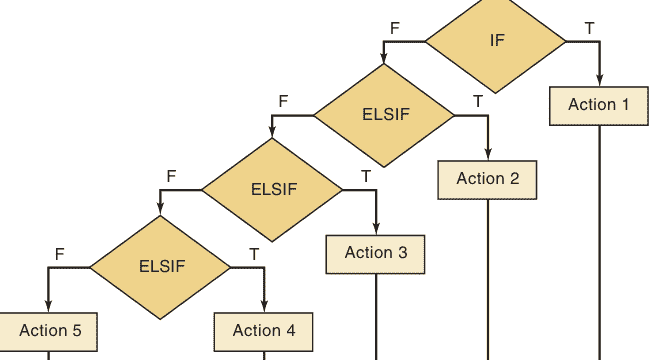 F
IF
T
Action 1
F
ELSIF
T
Action 2
F
ELSIF
T
Action 3
F
ELSIF
T
Action 5
Action 4